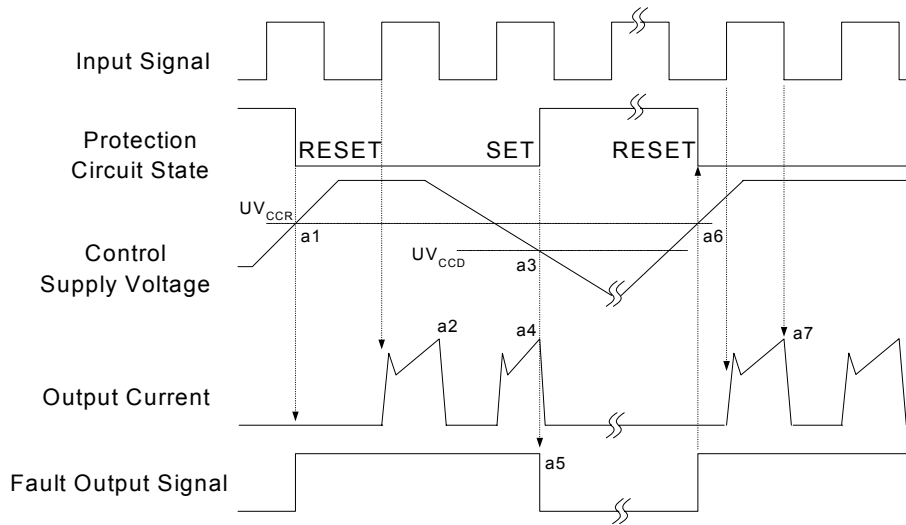 Input Signal
Protection
Circuit State
RESET
SET
RESET
UVCCR
a1
a6
UVCCD
a3
Control
Supply Voltage
a2
a4
a7
Output Current
a5
Fault Output Signal